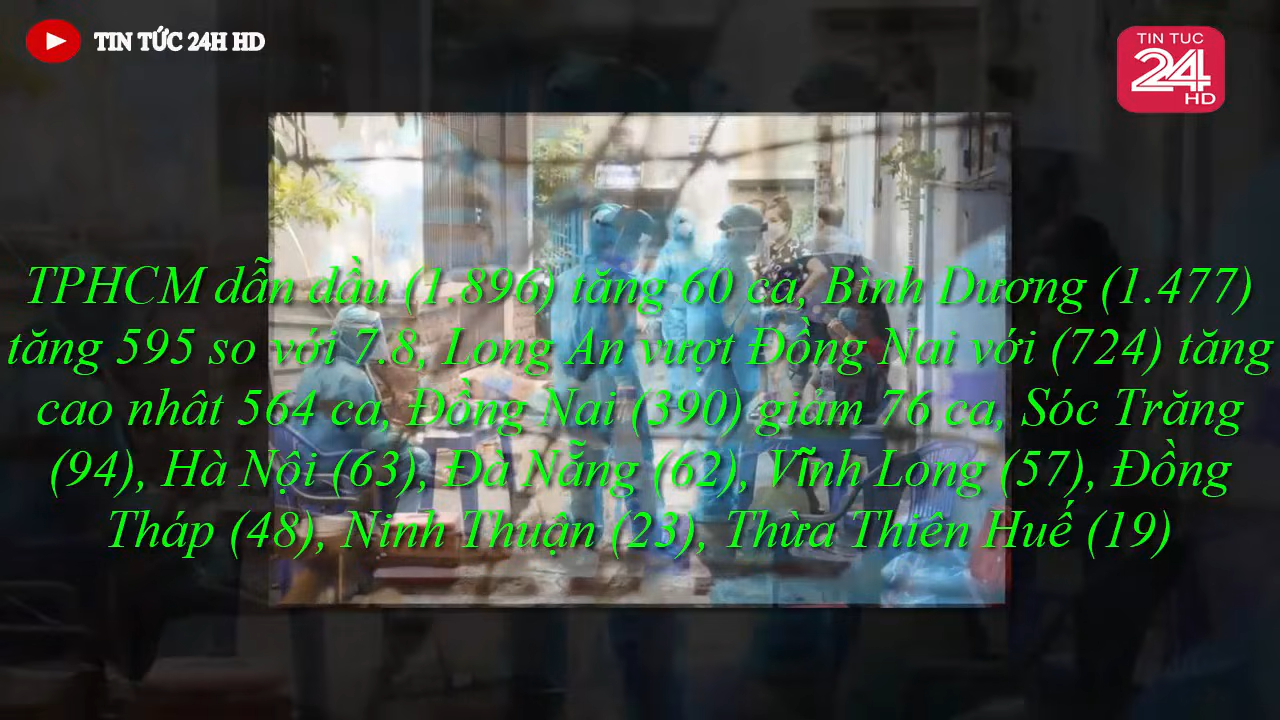 TIN TỨC 24H HD
TIN TUC
24
HD
TPHCM dẫn dầu (1.896) tăng 60 ca, Bình Dương (1.477)
tăng 595 so với 7.8, Long An vượt Đồng Nai với (724) tăng
cao nhât 564 ca, Đồng Nai (390) giảm 76 ca, Sóc Trăng
(94), Hà Nội (63), Đà Nẵng (62), Vĩnh Long (57), Đồng
Tháp (48), Ninh Thuận (23), Thừa Thiên Huế (19)